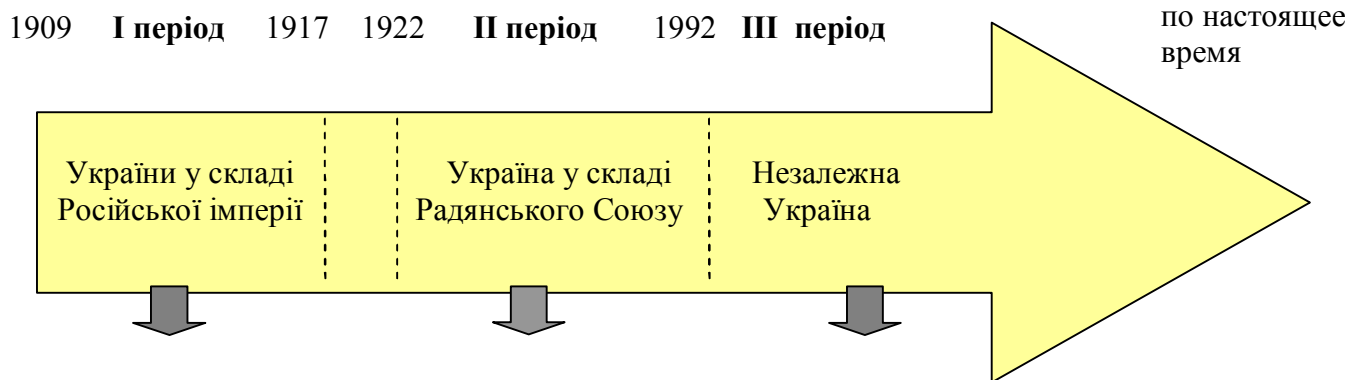 1909 І період 1917 1922 ІІ період 1992 ІІІ період
по настоящее
время
України у складі
Російської імперії
Україна у складі
Радянського Союзу
Незалежна
Україна